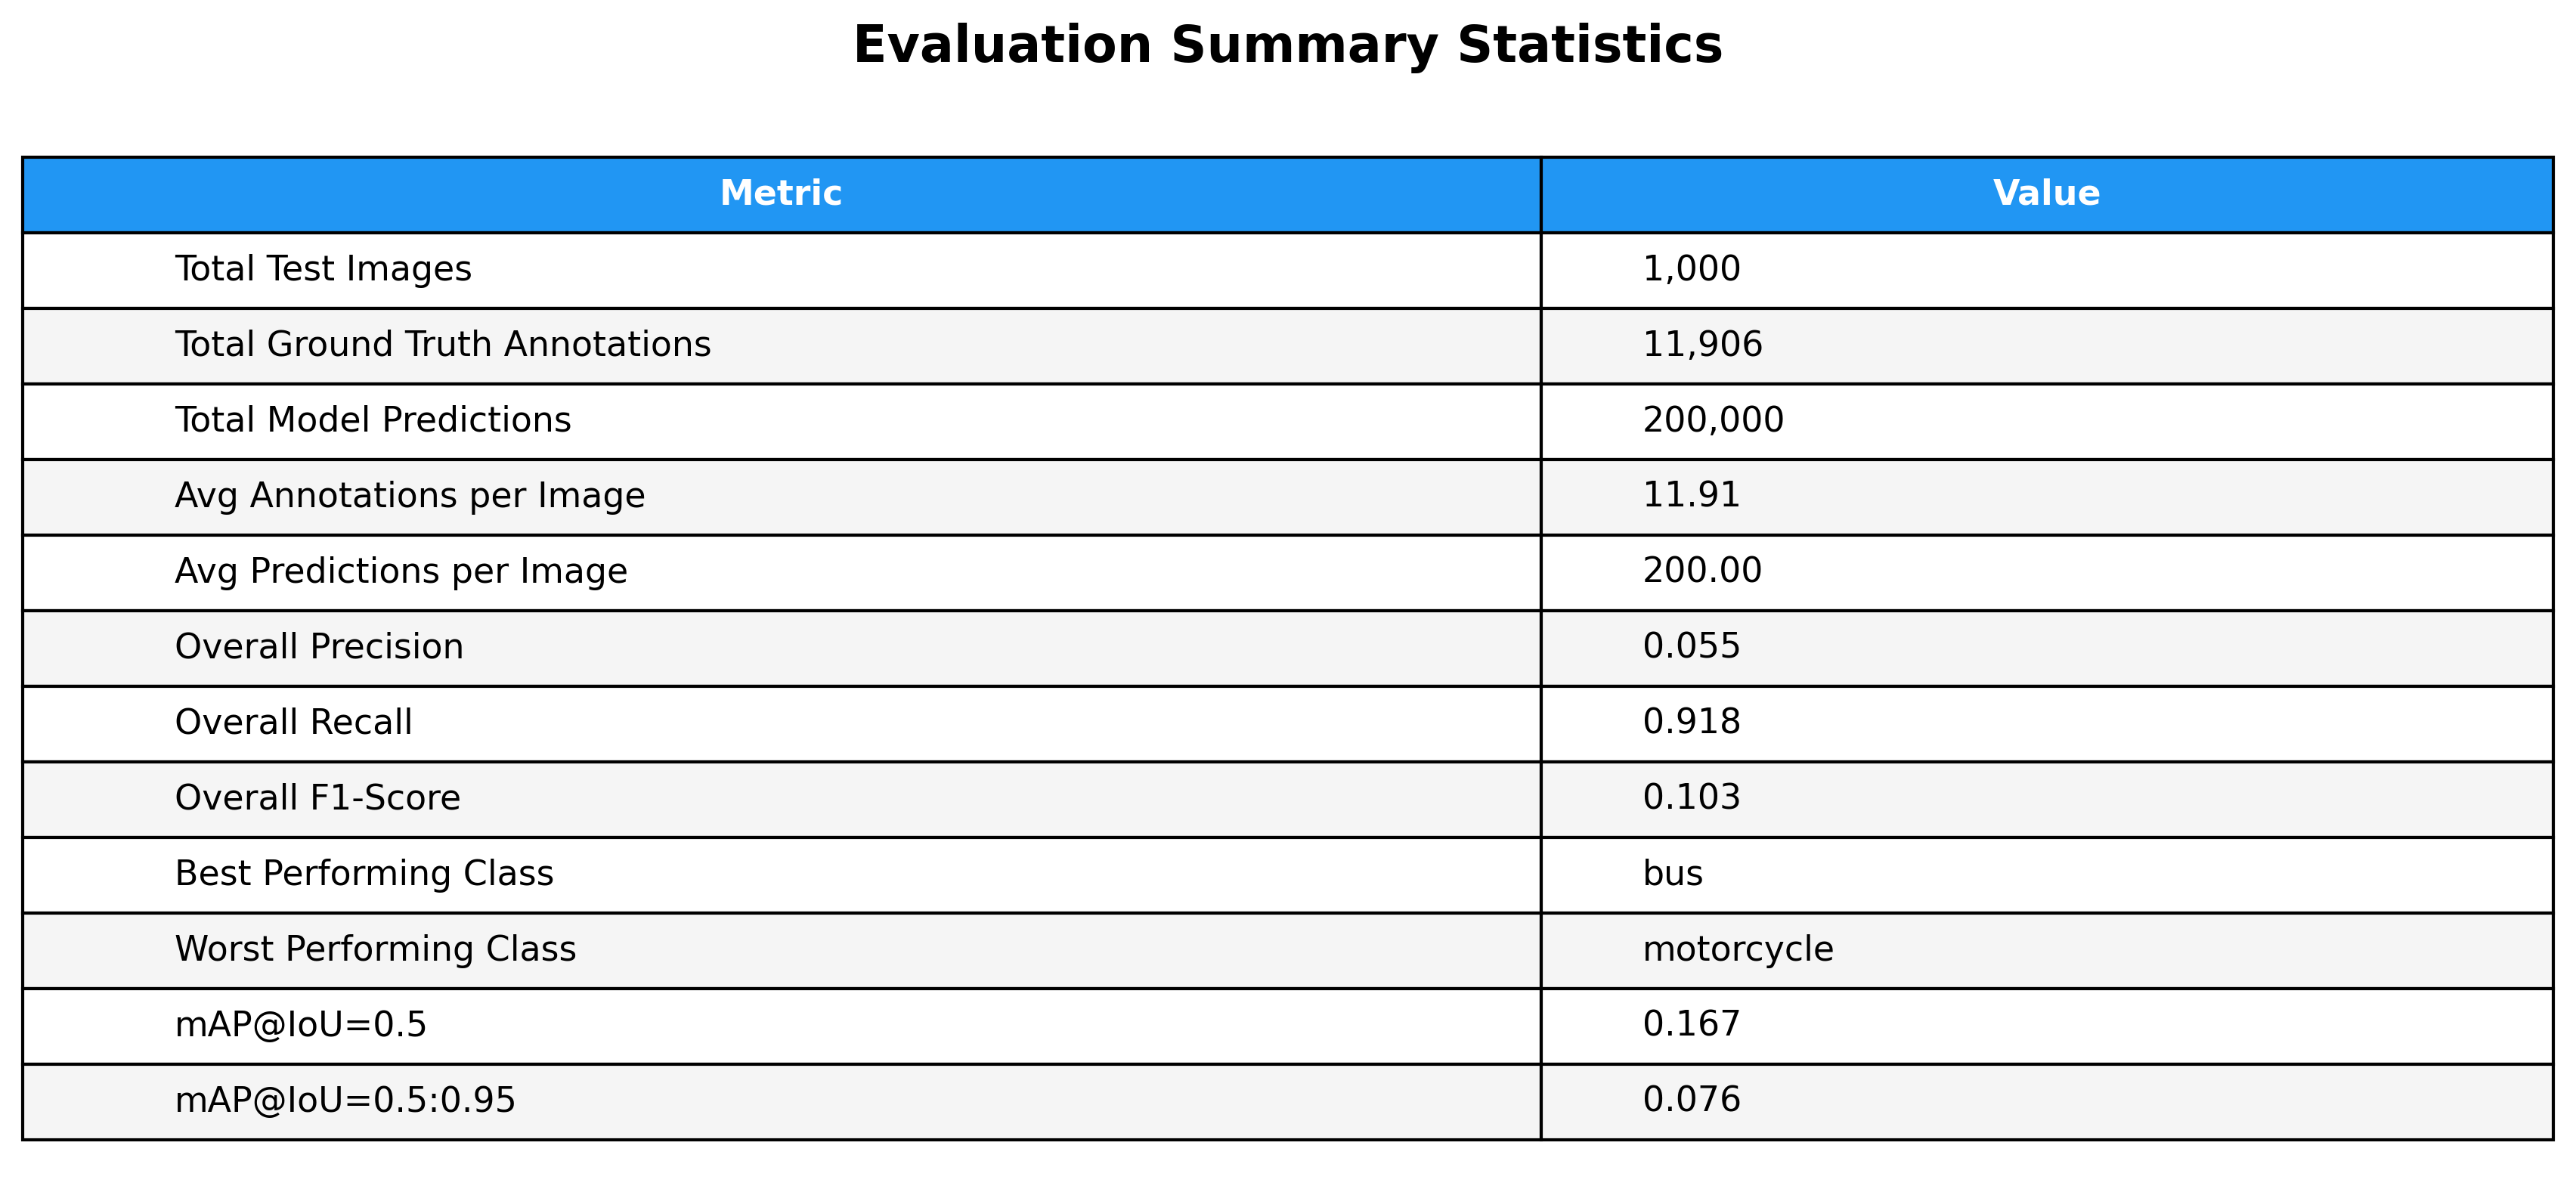 Evaluation Summary Statistics
Metric Value
Total Test Images 1,000
Total Ground Truth Annotations 11,906
Total Model Predictions 200,000
Avg Annotations per Image 11.91
Avg Predictions per Image 200.00
Overall Precision 0.055
Overall Recall 0.918
Overall F1-Score 0.103
Best Performing Class bus
Worst Performing Class motorcycle
mAP@IoU=0.5 0.167
mAP@IoU=0.5:0.95 0.076